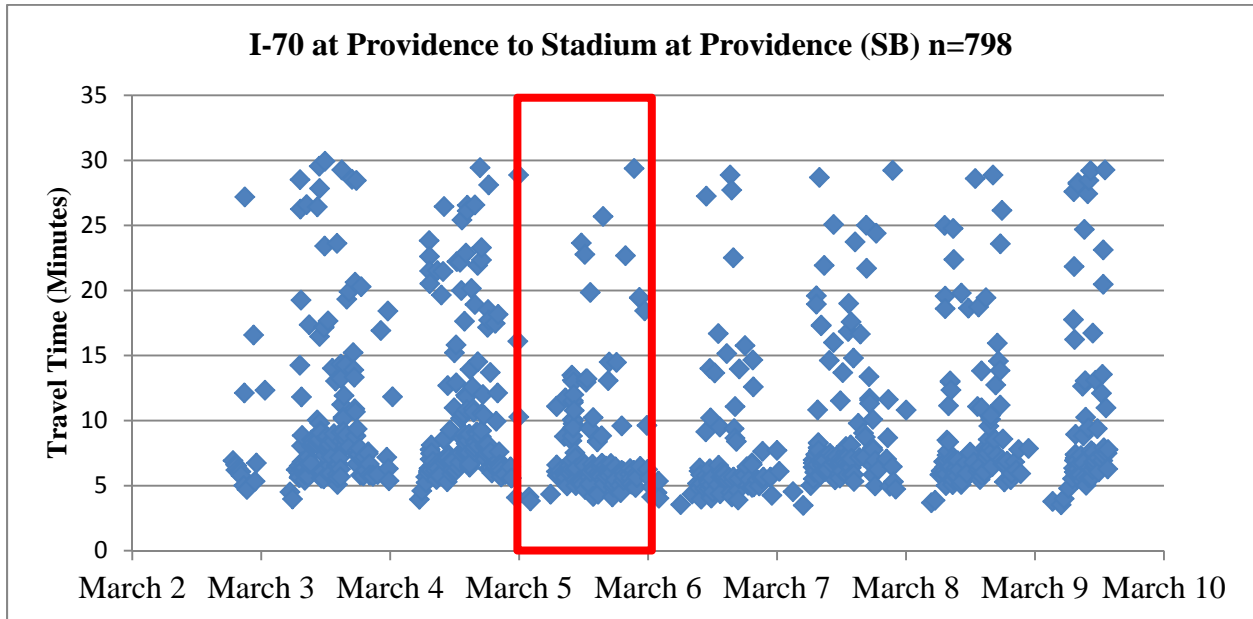 I-70 at Providence to Stadium at Providence (SB) n=798
Travel Time (Minutes)
35
30
25
20
15
10
5
0
March 2 March 3 March 4 March 5 March 6 March 7 March 8 March 9 March 10